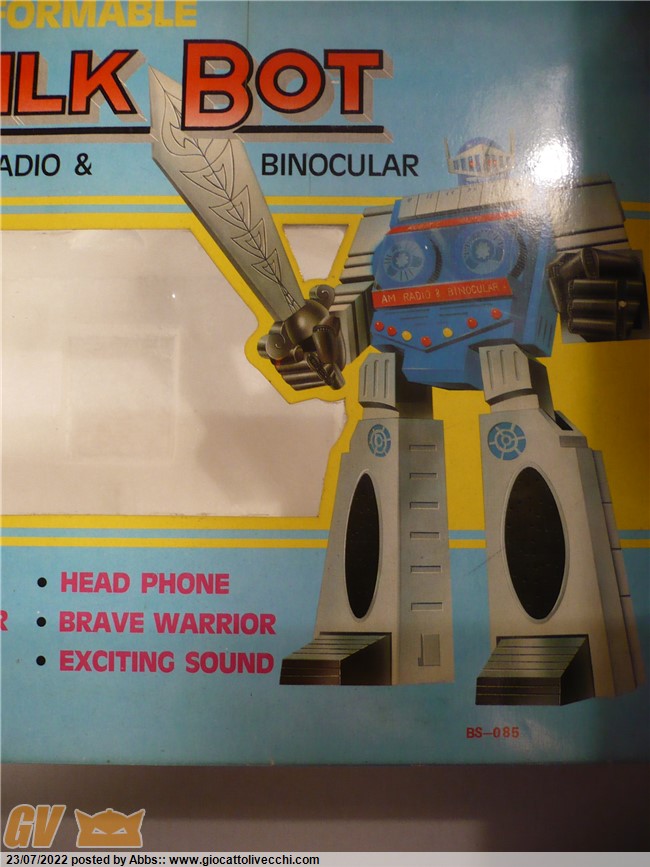 FORMABLE
LK BOT
ADIO & BINOCULAR
AM RADIO & BINOCULAR
• HEAD PHONE
R • BRAVE WARRIOR
• EXCITING SOUND
BS-085
GV
23/07/2022 posted by Abbs:: www.giocattolivecchi.com